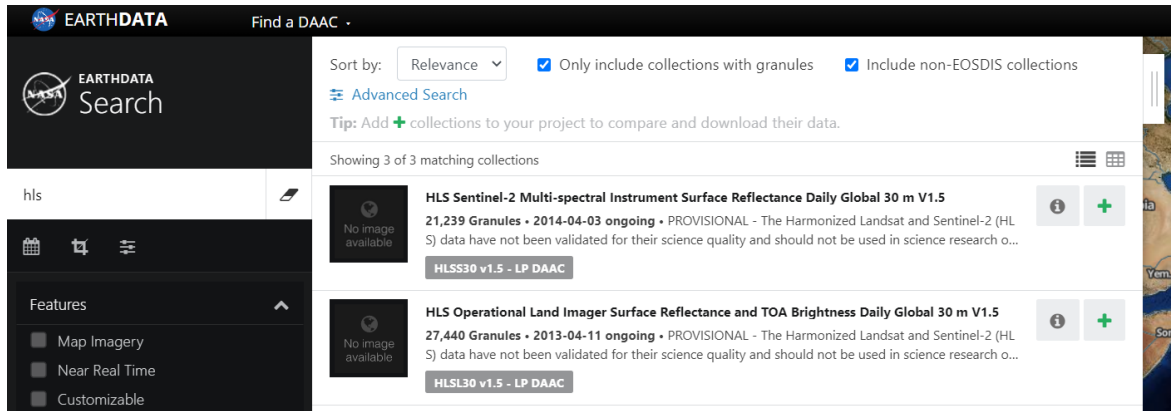 EARTHDATA
Find a DAAC
EARTHDATA
Search
hls
Features
Map Imagery
Near Real Time
Customizable
Sort by: Relevance Only include collections with granules Include non-EOSDIS collections
Advanced Search
Tip: Add + collections to your project to compare and download their data.
Showing 3 of 3 matching collections
No image
available
HLS Sentinel-2 Multi-spectral Instrument Surface Reflectance Daily Global 30 m V1.5
21,239 Granules • 2014-04-03 ongoing • PROVISIONAL - The Harmonized Landsat and Sentinel-2 (HL
S) data have not been validated for their science quality and should not be used in science research o...
HLSS30 v1.5 - LP DAAC
No image
available
HLS Operational Land Imager Surface Reflectance and TOA Brightness Daily Global 30 m V1.5
27,440 Granules • 2013-04-11 ongoing • PROVISIONAL - The Harmonized Landsat and Sentinel-2 (HL
S) data have not been validated for their science quality and should not be used in science research o...
HLSL30 v1.5 - LP DAAC